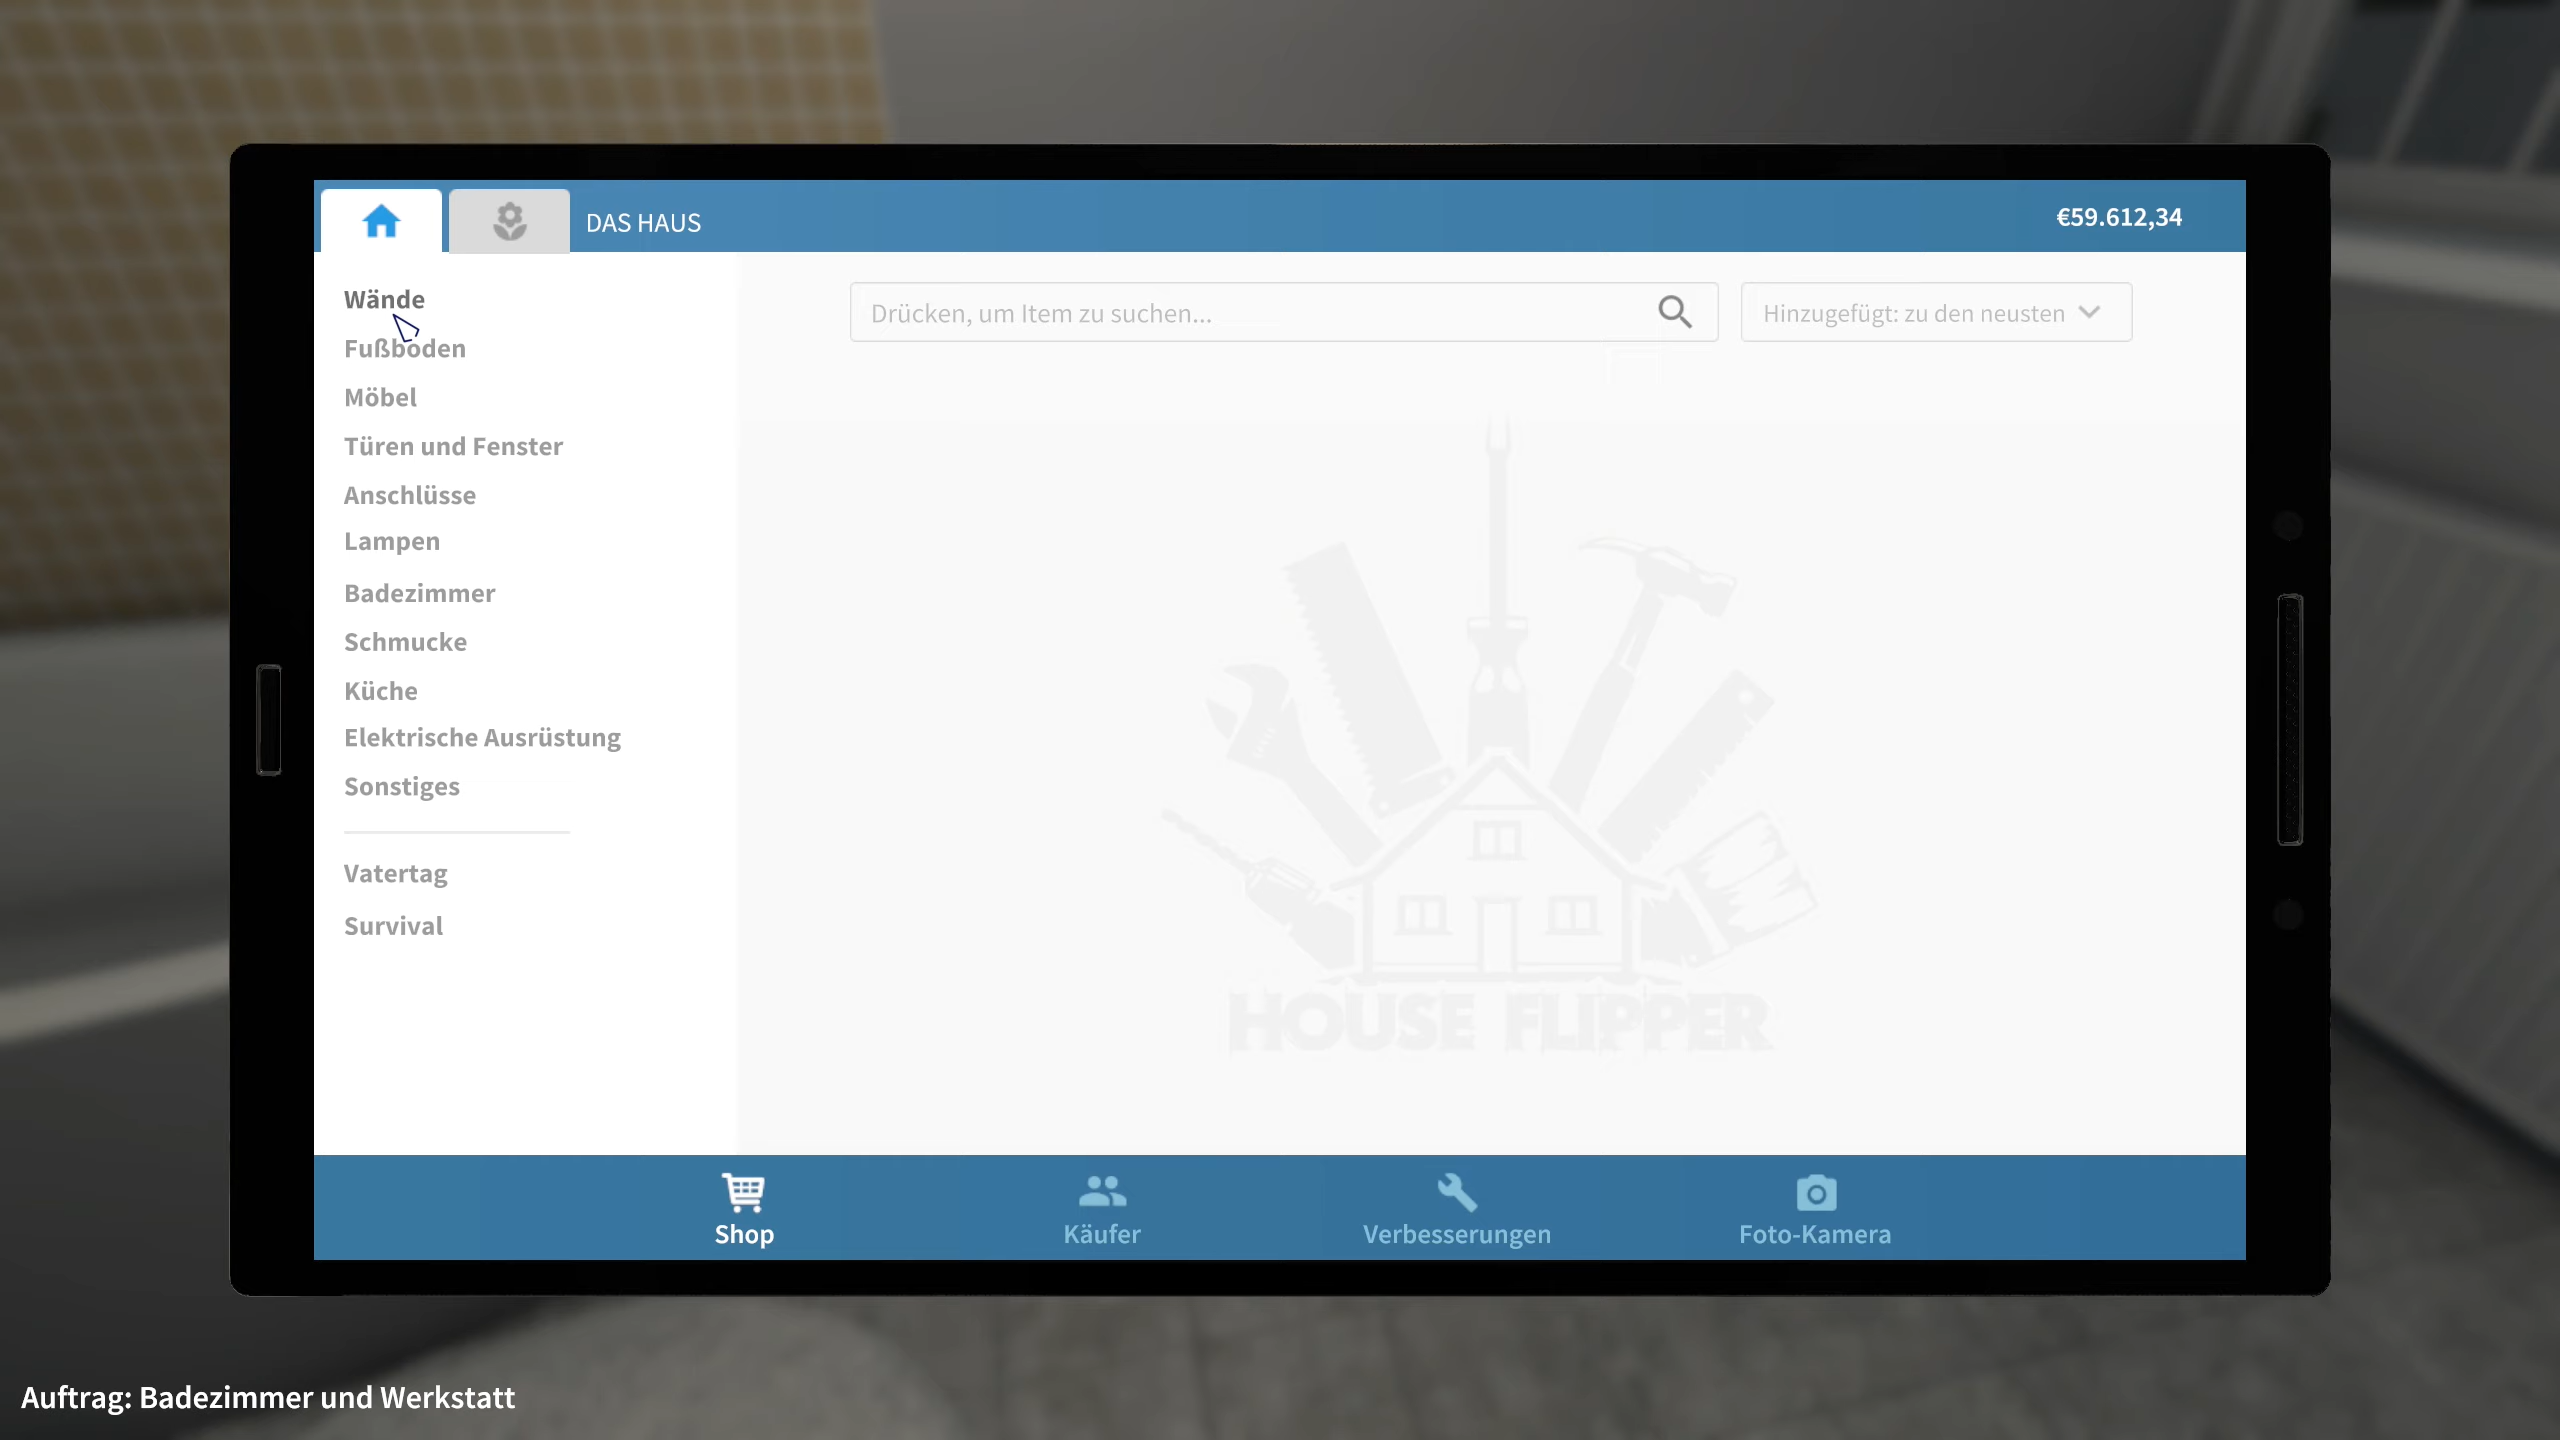 DAS HAUS
€59.612,34
Wände
Fußboden
Möbel
Türen und Fenster
Anschlüsse
Lampen
Badezimmer
Schmucke
Küche
Elektrische Ausrüstung
Sonstiges
Vatertag
Survival
Drücken, um Item zu suchen...
Hinzugefügt: zu den neusten
HOUSE FLIPPER
Shop
Käufer
Verbesserungen
Foto-Kamera
Auftrag: Badezimmer und Werkstatt